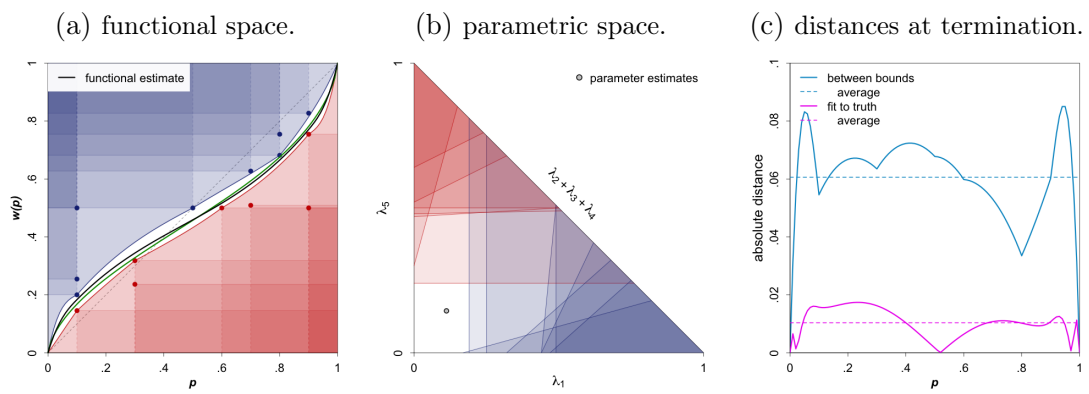 (a) functional space.
functional estimate
1
.8
.6
.4
.2
0
w(p)
0
.2
.4
.6
.8
1
p
(b) parametric space.
parameter estimates
λ2 + λ3 + λ4
1
λ5
0
0
1
λ1
(c) distances at termination.
between bounds
average
fit to truth
average
.1
.08
.06
.04
.02
0
absolute distance
0
.2
.4
.6
.8
1
p